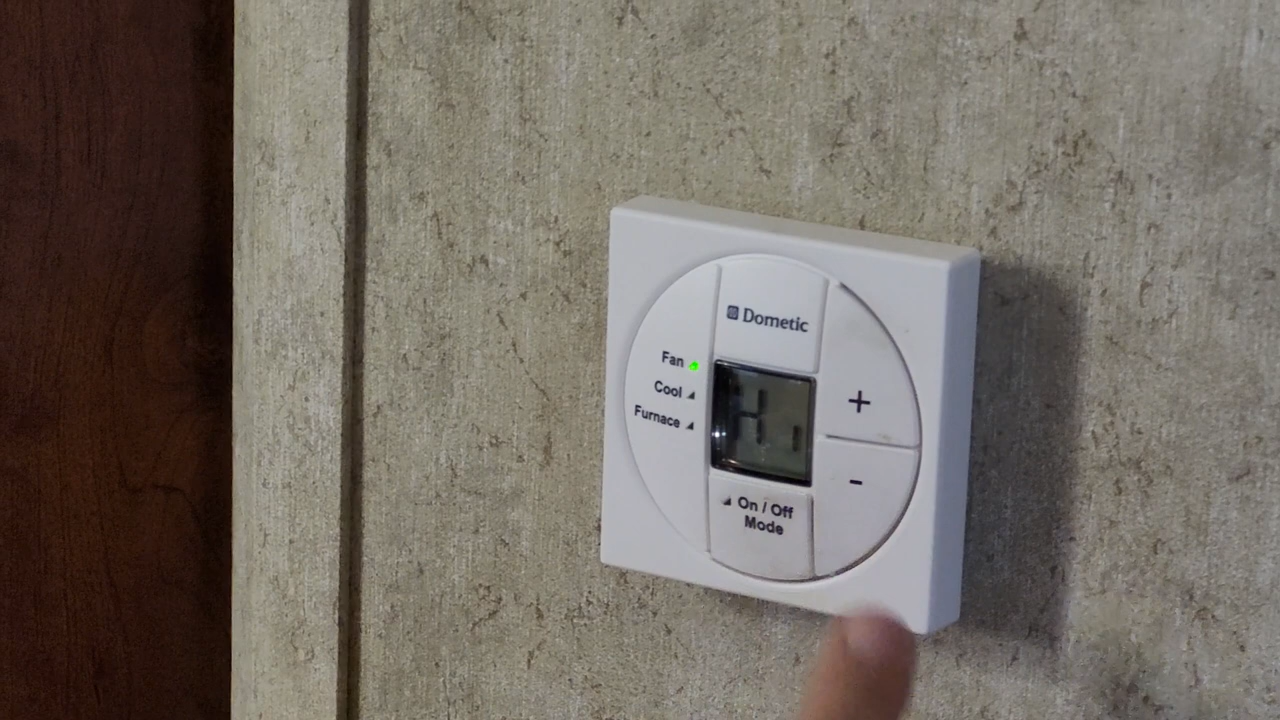 Dometic
Fan
Cool
Furnace
H.
+
-
On / Off
Mode